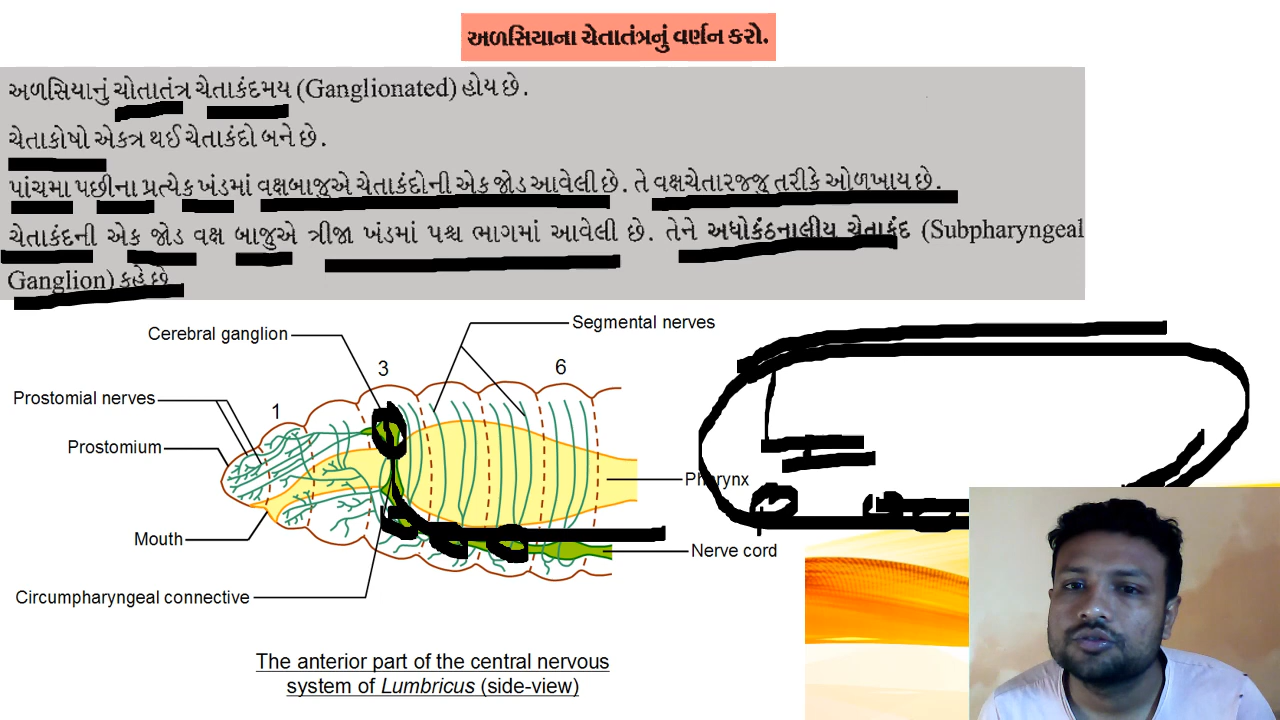 અળસિયાના ચેતાતંત્રનું વર્ણન કરો.
અળસિયાનું ચોતાતંત્ર ચેતાકંદમય (Ganglionated) હોય છે.
ચેતાકોષો એકત્ર થઈ ચેતાકંદો બને છે.
પાંચમા પછીના પ્રત્યેક ખંડમાં વક્ષબાજુએ ચેતાકંદોની એક જોડ આવેલી છે. તે વક્ષચેતારજ્જુ તરીકે ઓળખાય છે.
ચેતાકંદની એક જોડ વક્ષ બાજુએ ત્રીજા ખંડમાં પશ્ચ ભાગમાં આવેલી છે. તેને અધોકંઠનાલીય ચેતાકંદ (Subpharyngeal
Ganglion) કહે છે
Segmental nerves
Cerebral ganglion
3
6
Prostomial nerves
1
Prostomium
Pharynx
Mouth
Nerve cord
Circumpharyngeal connective
The anterior part of the central nervous
system of Lumbricus (side-view)